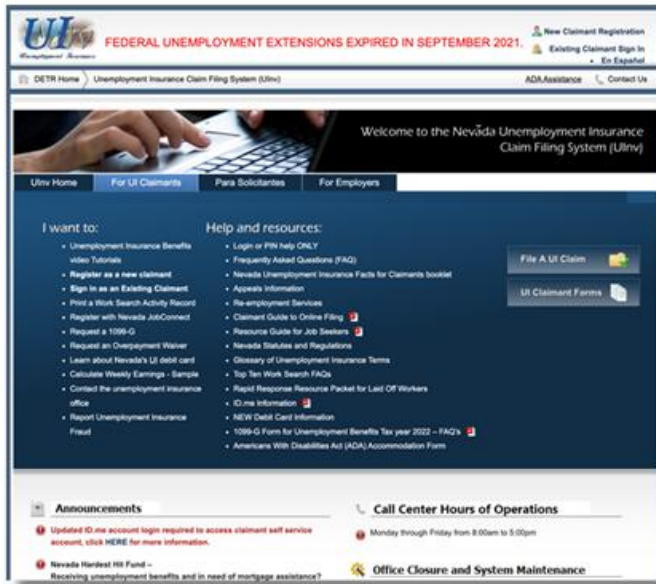 UI
Unemployment Insurance
FEDERAL UNEMPLOYMENT EXTENSIONS EXPIRED IN SEPTEMBER 2021.
New Claimant Registration
Existing Claimant Sign In
• En Español
DETR Home
Unemployment Insurance Claim Filing System (UInv)
ADA Assistance
Contact Us
Welcome to the Nevada Unemployment Insurance
Claim Filing System (UInv)
UInv Home
For UI Claimants
Para Solicitantes
For Employers
I want to:
• Unemployment Insurance Benefits
video Tutorials
• Register as a new claimant
• Sign in as an Existing Claimant
• Print a Work Search Activity Record
• Register with Nevada JobConnect
• Request a 1099-G
• Request an Overpayment Waiver
• Learn about Nevada's UI debit card
• Calculate Weekly Earnings - Sample
• Contact the unemployment insurance
office
• Report Unemployment Insurance
Fraud
Help and resources:
• Login or PIN help ONLY
• Frequently Asked Questions (FAQ)
• Nevada Unemployment Insurance Facts for Claimants booklet
• Appeals Information
• Re-employment Services
• Claimant Guide to Online Filing
• Resource Guide for Job Seekers
• Nevada Statutes and Regulations
• Glossary of Unemployment Insurance Terms
• Top Ten Work Search FAQs
• Rapid Response Resource Packet for Laid Off Workers
• ID.me Information
• NEW Debit Card Information
• 1099-G Form for Unemployment Benefits Tax year 2022 – FAQ's
• Americans With Disabilities Act (ADA) Accommodation Form
File A UI Claim
UI Claimant Forms
Announcements
Updated ID.me account login required to access claimant self service
account, click HERE for more information.
Nevada Hardest Hit Fund –
Receiving unemployment benefits and in need of mortgage assistance?
Call Center Hours of Operations
Monday through Friday from 8:00am to 5:00pm
Office Closure and System Maintenance